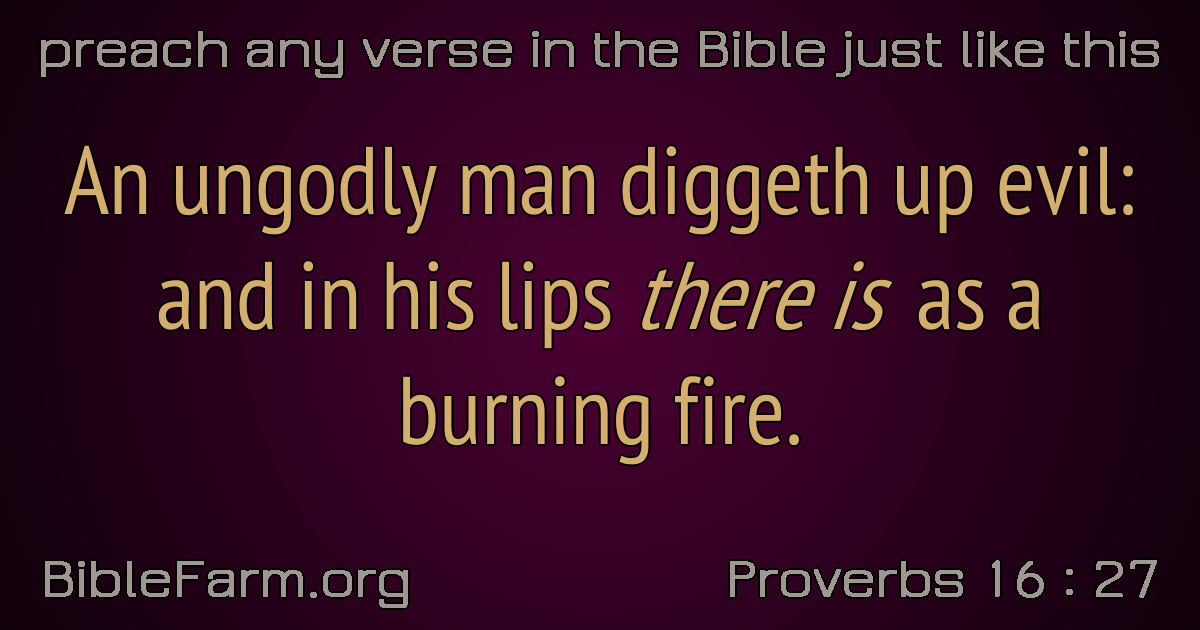 preach any verse in the Bible just like this
An ungodly man diggeth up evil:
and in his lips there is as a
burning fire.
BibleFarm.org
Proverbs 16 : 27